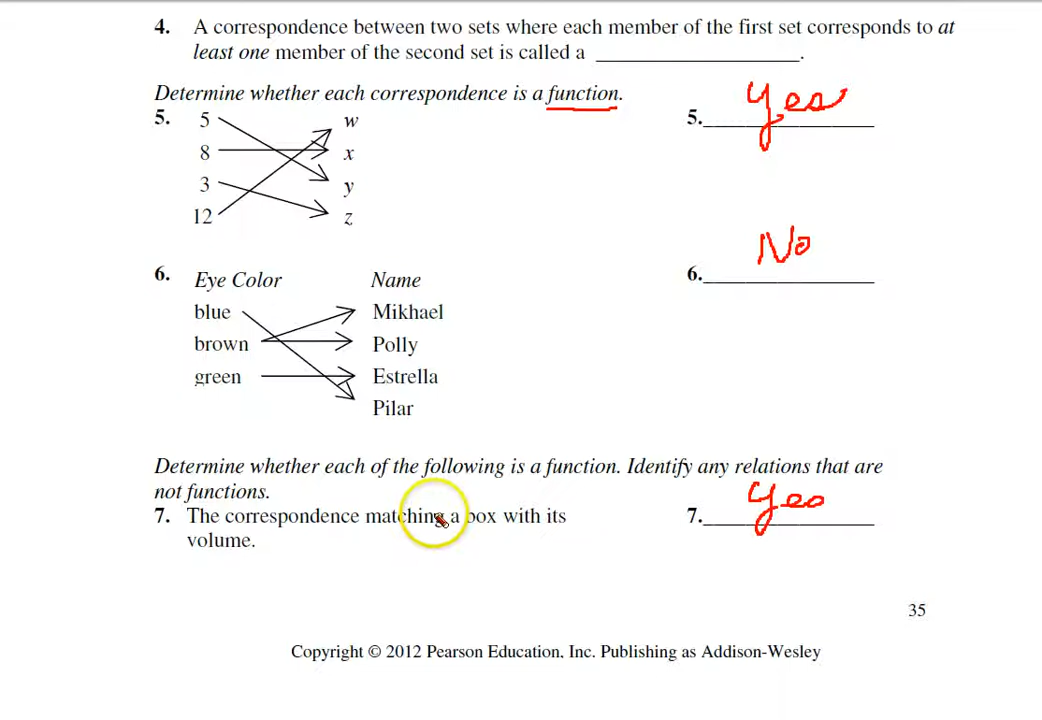 4. A correspondence between two sets where each member of the first set corresponds to at
least one member of the second set is called a ____________________.
Determine whether each correspondence is a function.
5. 5 w 5. Yes
8 x
3 y
12 z
6. Eye Color Name 6. No
blue Mikhael
brown Polly
green Estrella
Pilar
Determine whether each of the following is a function. Identify any relations that are
not functions.
7. The correspondence matching a box with its 7. Yes
volume.
35
Copyright © 2012 Pearson Education, Inc. Publishing as Addison-Wesley